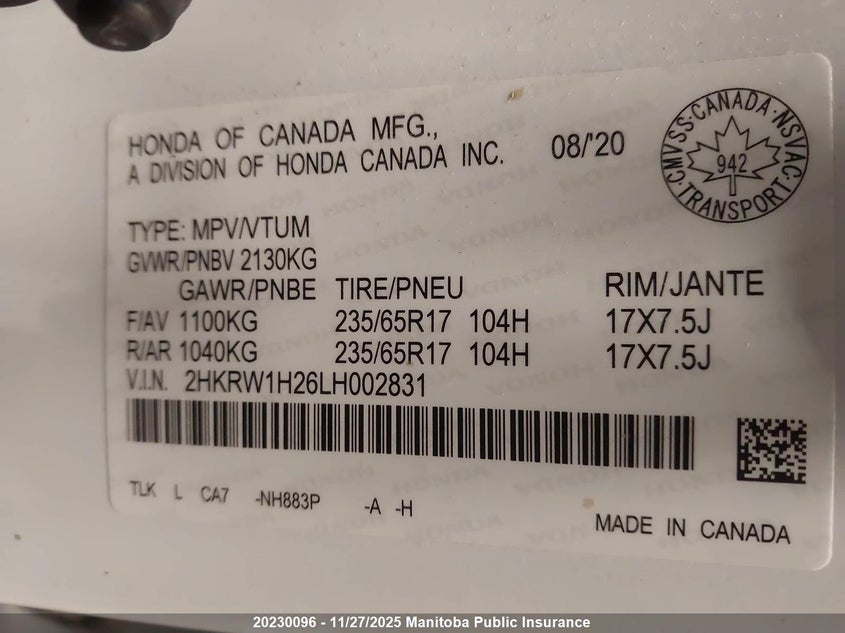 HONDA OF CANADA MFG.,
A DIVISION OF HONDA CANADA INC.
08/'20
CMVSS·CANADA·NSVAC
942
TRANSPORT
TYPE: MPV/VTUM
GVWR/PNBV 2130KG
GAWR/PNBE TIRE/PNEU RIM/JANTE
F/AV 1100KG 235/65R17 104H 17X7.5J
R/AR 1040KG 235/65R17 104H 17X7.5J
V.I.N. 2HKRW1H26LH002831
TLK L CA7 -NH883P -A -H
MADE IN CANADA
20230096 - 11/27/2025 Manitoba Public Insurance